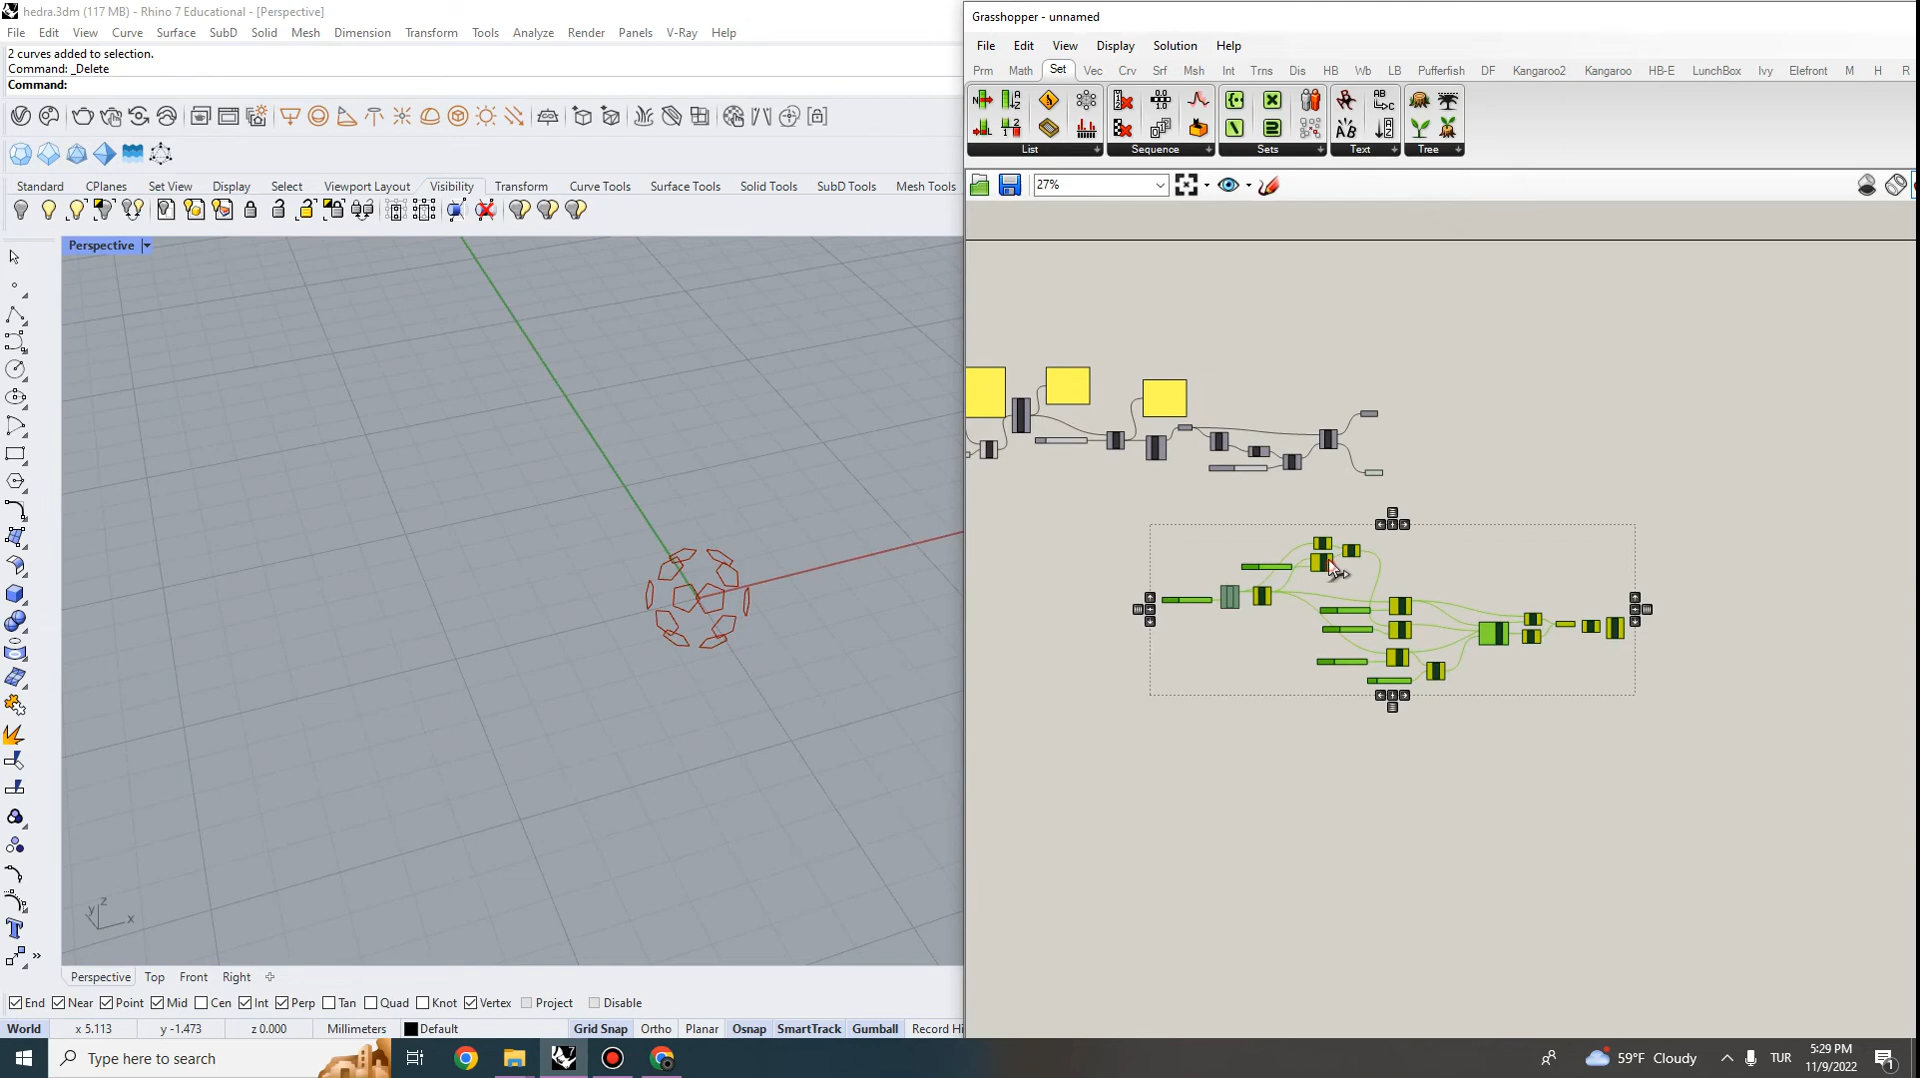 hedra.3dm (117 MB) - Rhino 7 Educational - [Perspective]
File Edit View Curve Surface SubD Solid Mesh Dimension Transform Tools Analyze Render Panels V-Ray Help
2 curves added to selection.
Command: _Delete
Command:
Standard CPlanes Set View Display Select Viewport Layout Visibility Transform Curve Tools Surface Tools Solid Tools SubD Tools Mesh Tools
Perspective
z
y x
Perspective Top Front Right
End Near Point Mid Cen Int Perp Tan Quad Knot Vertex Project Disable
World x 5.113 y -1.473 z 0.000 Millimeters Default Grid Snap Ortho Planar Osnap SmartTrack Gumball Record Hi
Grasshopper - unnamed
File Edit View Display Solution Help
Prm Math Set Vec Crv Srf Msh Int Trns Dis HB Wb LB Pufferfish DF Kangaroo2 Kangaroo HB-E LunchBox Ivy Elefront M H R
List Sequence Sets Text Tree
27%
Type here to search
59°F Cloudy
TUR
5:29 PM
11/9/2022
1